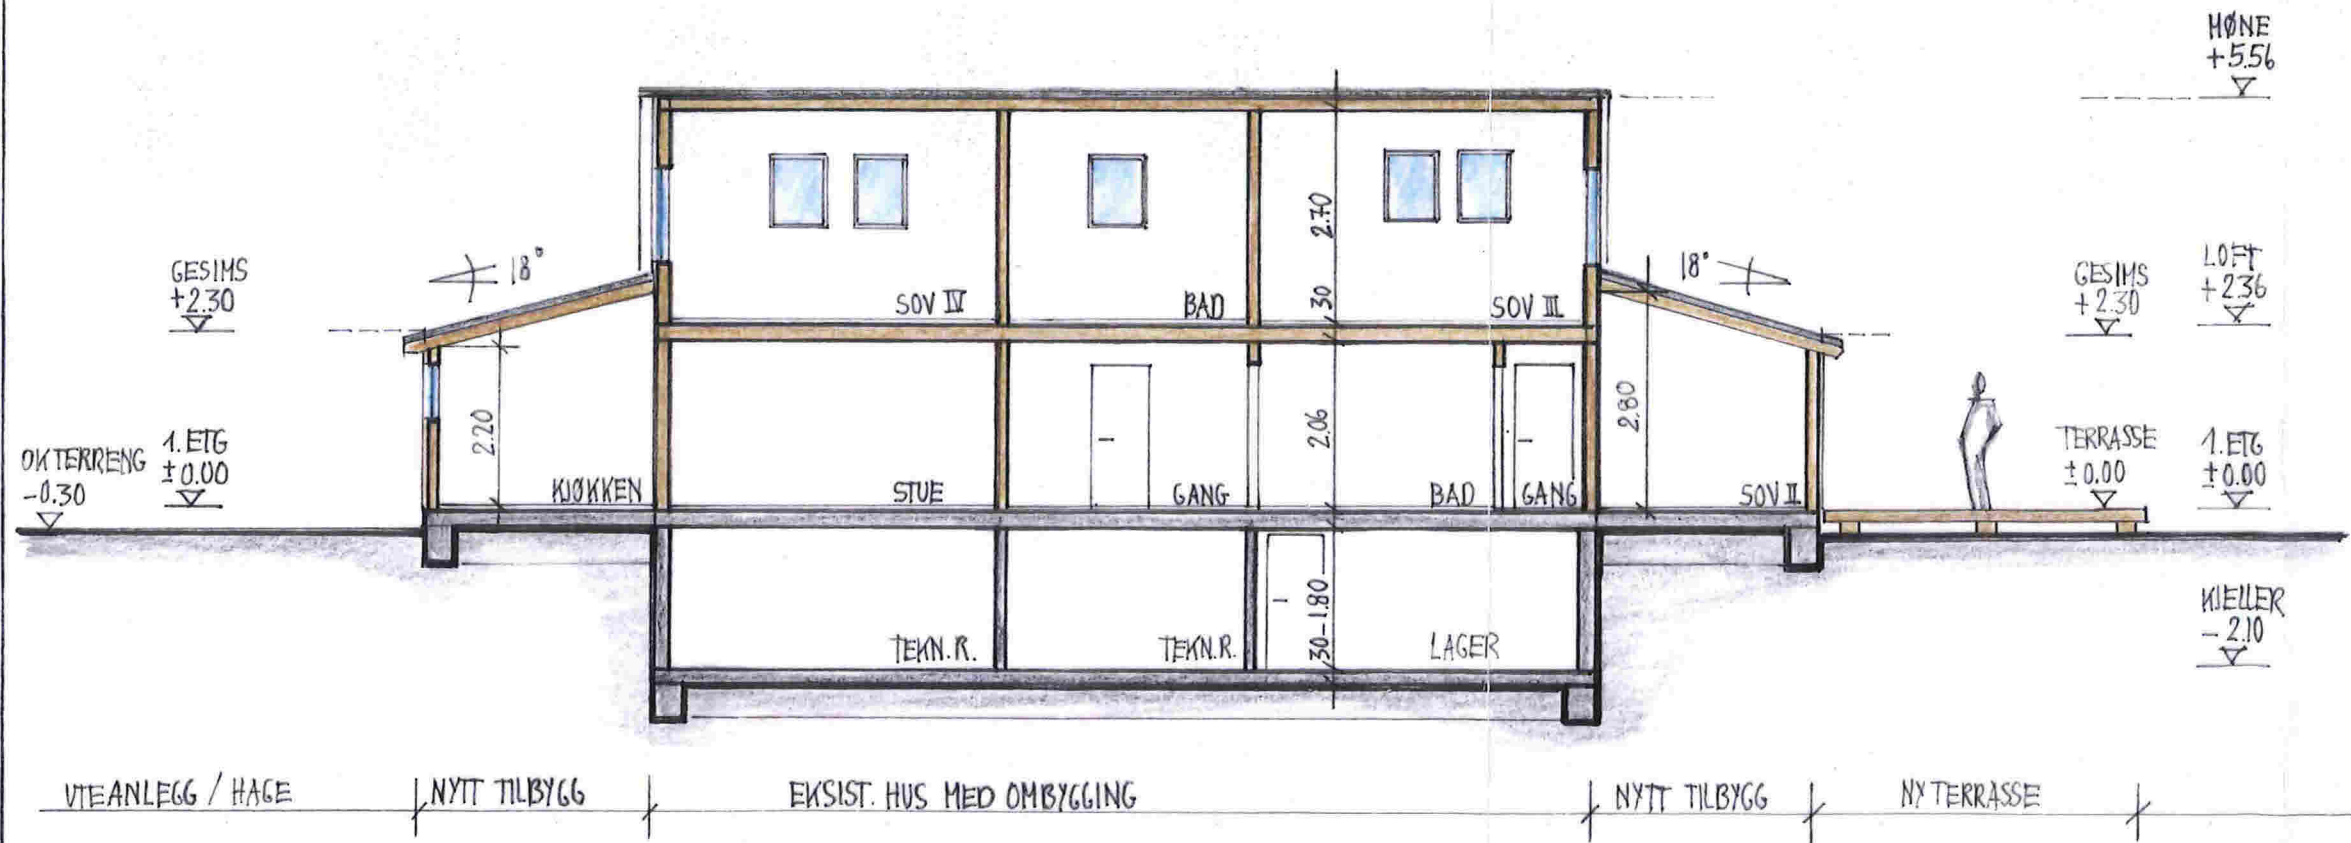 MØNE
+5.56
GESIMS
+2.30
18°
18°
GESIMS
+2.30
LOFT
+2.36
2.70
30
SOV IV
BAD
SOV III
OK TERRENG
-0.30
1. ETG
±0.00
2.20
2.06
2.80
KJØKKEN
STUE
GANG
BAD
GANG
SOV II
TERRASSE
±0.00
1. ETG
±0.00
TEKN.R.
TEKN.R.
30-1.80
LAGER
KJELLER
-2.10
UTEANLEGG / HAGE
NYTT TILBYGG
EKSIST. HUS MED OMBYGGING
NYTT TILBYGG
NY TERRASSE